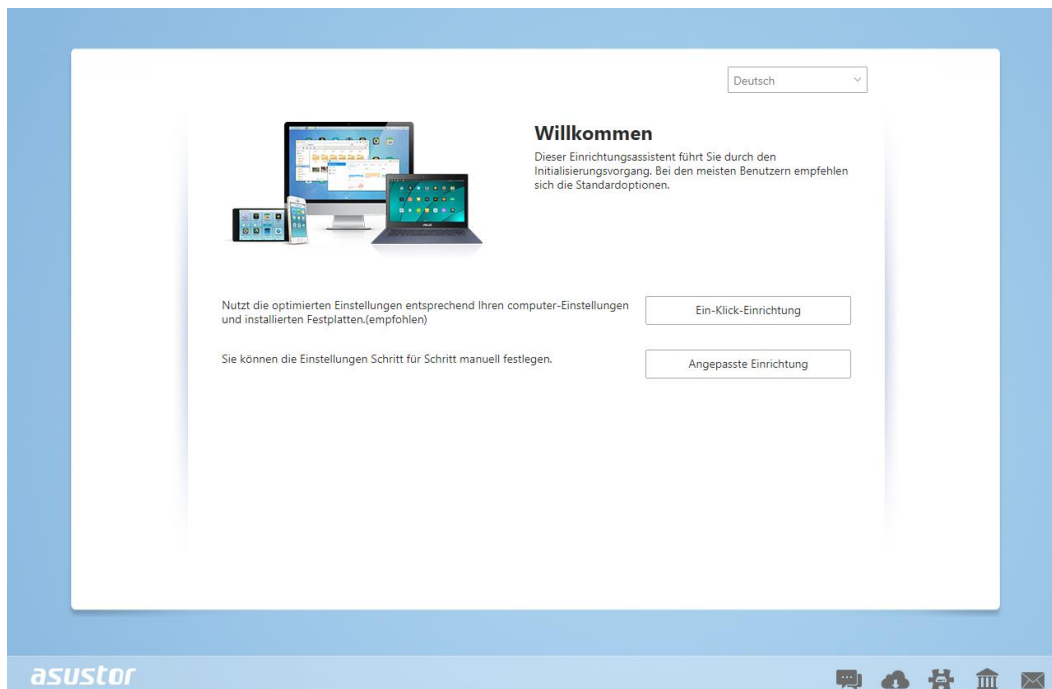 Deutsch
Willkommen
Dieser Einrichtungsassistent führt Sie durch den
Initialisierungsvorgang. Bei den meisten Benutzern empfehlen
sich die Standardoptionen.
Nutzt die optimierten Einstellungen entsprechend Ihren computer-Einstellungen
und installierten Festplatten.(empfohlen)
Ein-Klick-Einrichtung
Sie können die Einstellungen Schritt für Schritt manuell festlegen.
Angepasste Einrichtung
asustor